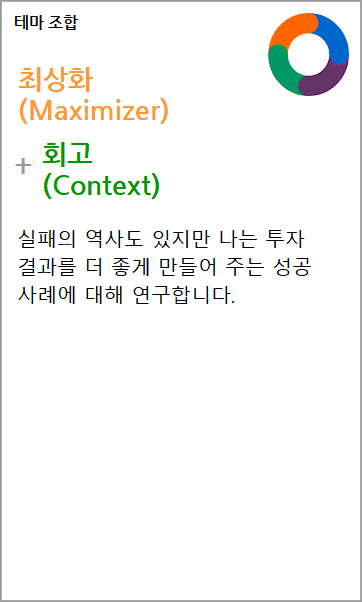 테마 조합
최상화
(Maximizer)
+ 회고
(Context)
실패의 역사도 있지만 나는 투자
결과를 더 좋게 만들어 주는 성공
사례에 대해 연구합니다.